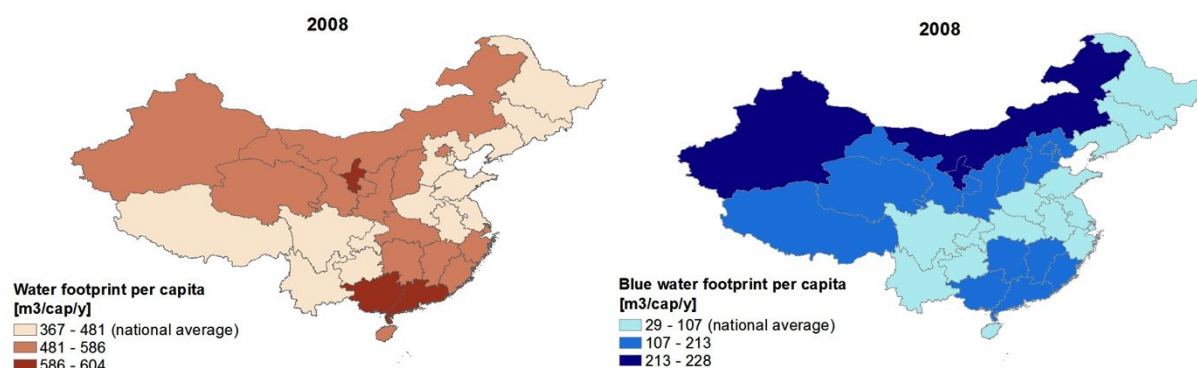 2008
Water footprint per capita
[m3/cap/y]
367 - 481 (national average)
481 - 586
586 - 604
2008
Blue water footprint per capita
[m3/cap/y]
29 - 107 (national average)
107 - 213
213 - 228